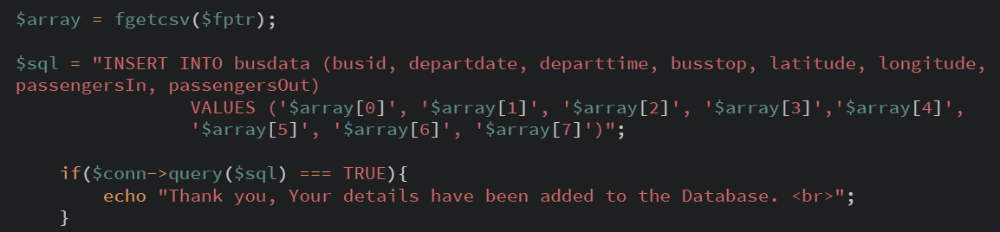 $array = fgetcsv($fptr);
$sql = "INSERT INTO busdata (busid, departdate, departtime, busstop, latitude, longitude,
passengersIn, passengersOut)
VALUES ('$array[0]', '$array[1]', '$array[2]', '$array[3]','$array[4]',
'$array[5]', '$array[6]', '$array[7]')";
if($conn->query($sql) === TRUE){
echo "Thank you, Your details have been added to the Database. <br>";
}